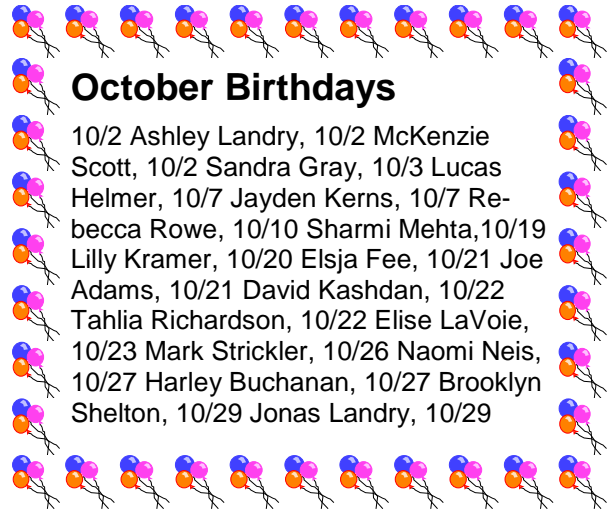 October Birthdays
10/2 Ashley Landry, 10/2 McKenzie
Scott, 10/2 Sandra Gray, 10/3 Lucas
Helmer, 10/7 Jayden Kerns, 10/7 Re-
becca Rowe, 10/10 Sharmi Mehta,10/19
Lilly Kramer, 10/20 Elsja Fee, 10/21 Joe
Adams, 10/21 David Kashdan, 10/22
Tahlia Richardson, 10/22 Elise LaVoie,
10/23 Mark Strickler, 10/26 Naomi Neis,
10/27 Harley Buchanan, 10/27 Brooklyn
Shelton, 10/29 Jonas Landry, 10/29